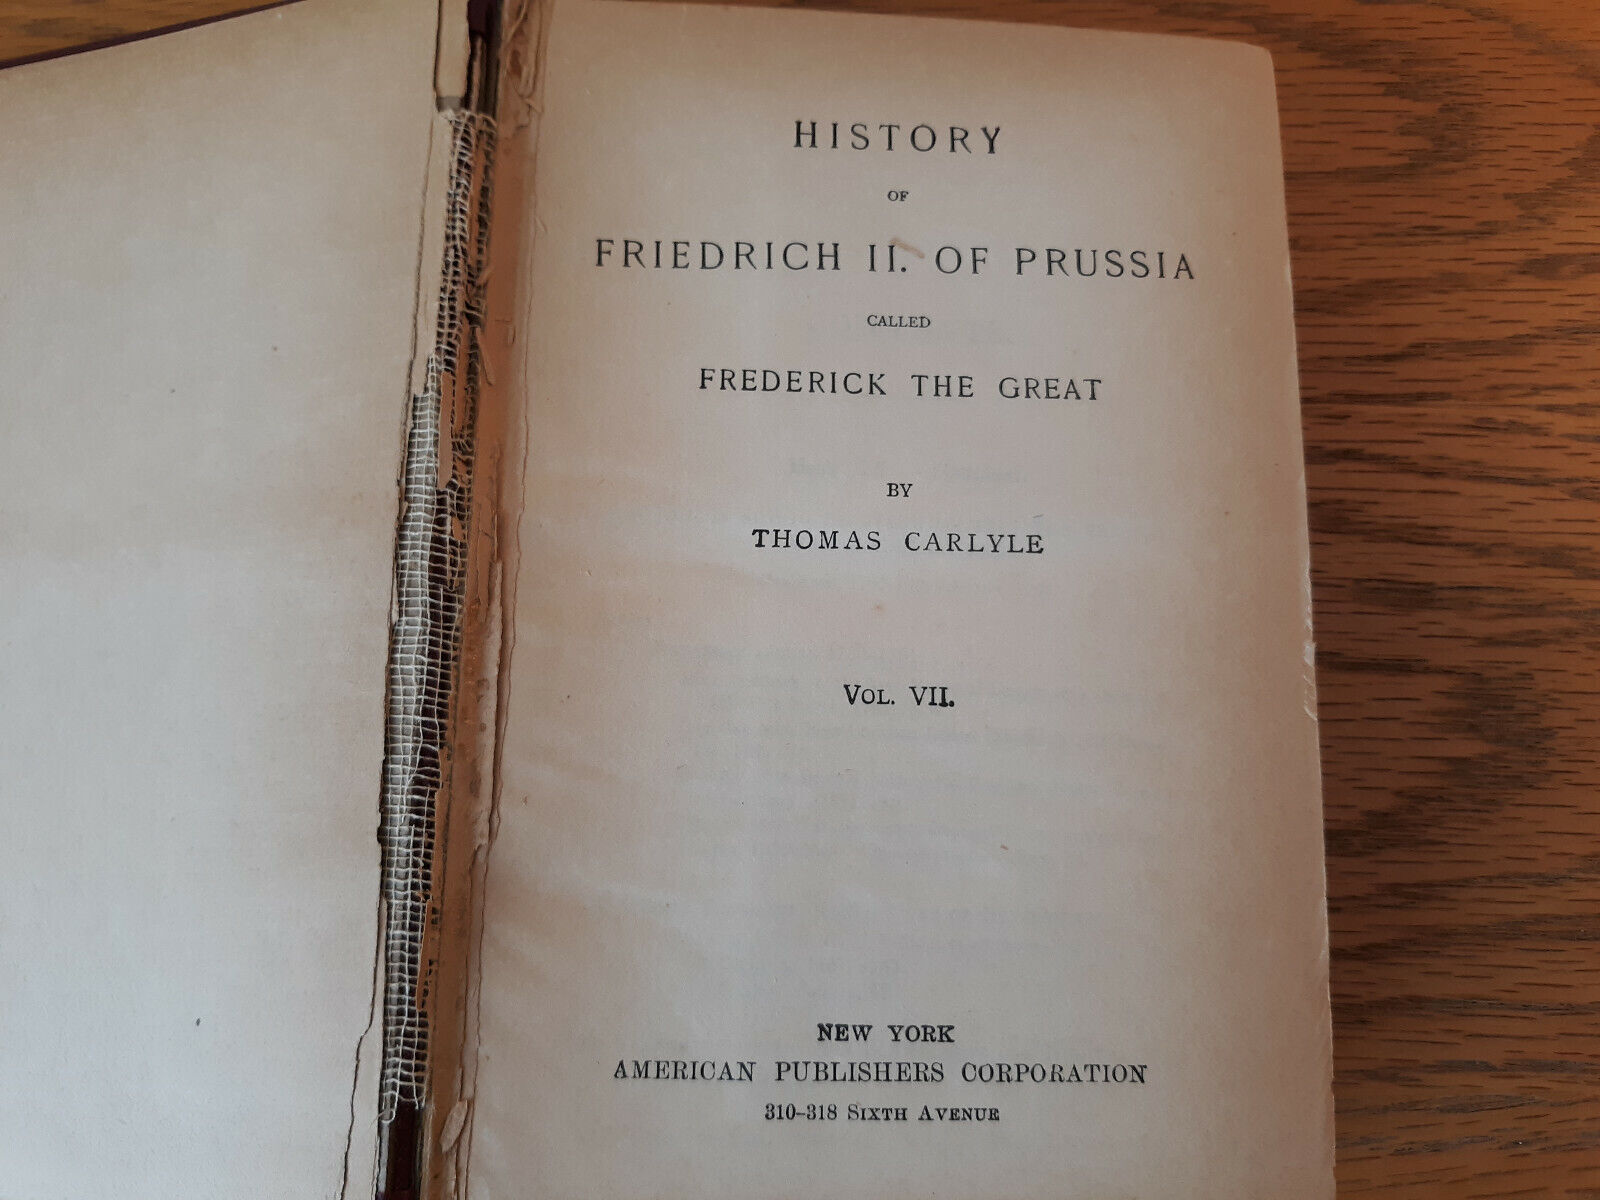 HISTORY
OF
FRIEDRICH II. OF PRUSSIA
CALLED
FREDERICK THE GREAT
BY
THOMAS CARLYLE
VOL. VII.
NEW YORK
AMERICAN PUBLISHERS CORPORATION
310-318 SIXTH AVENUE